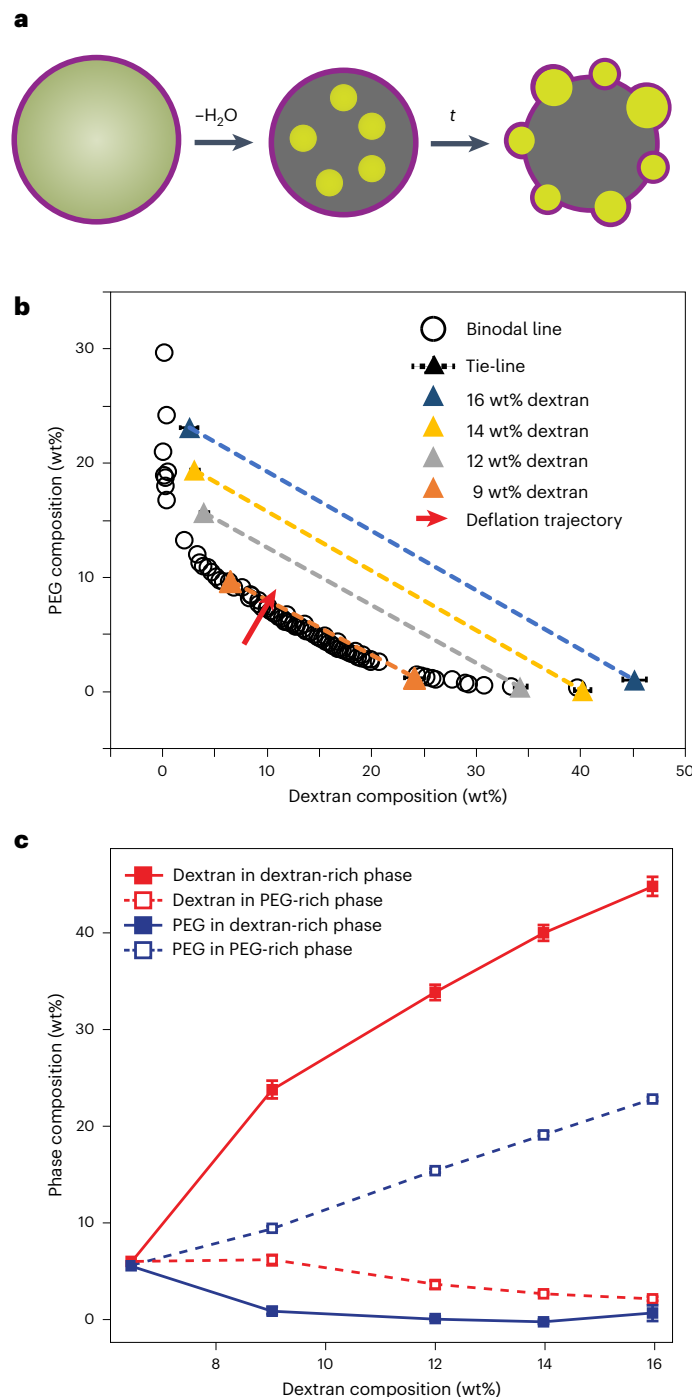 a
–H₂O
t
b
PEG composition (wt%)
30
20
10
0
Binodal line
Tie-line
16 wt% dextran
14 wt% dextran
12 wt% dextran
9 wt% dextran
Deflation trajectory
0 10 20 30 40 50
Dextran composition (wt%)
c
Phase composition (wt%)
40
30
20
10
0
Dextran in dextran-rich phase
Dextran in PEG-rich phase
PEG in dextran-rich phase
PEG in PEG-rich phase
8 10 12 14 16
Dextran composition (wt%)